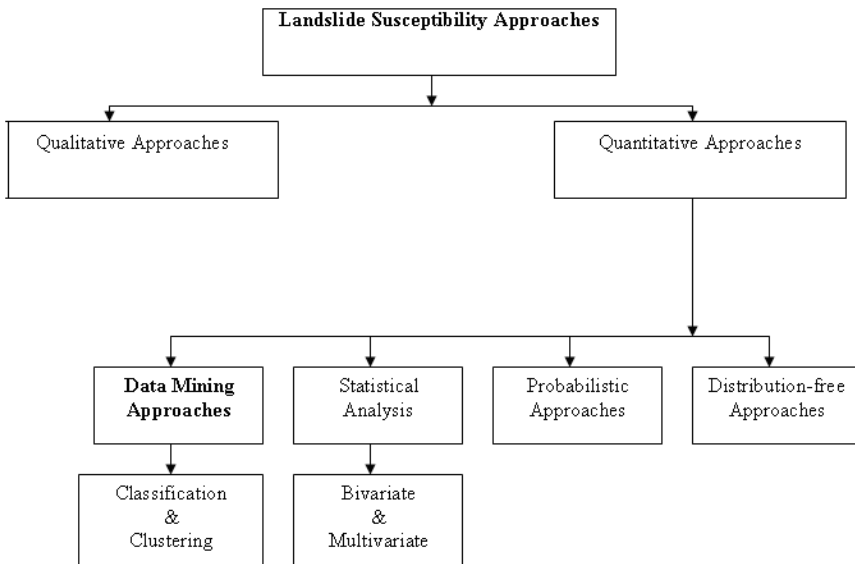 Landslide Susceptibility Approaches
Qualitative Approaches
Quantitative Approaches
Data Mining
Approaches
Statistical
Analysis
Probabilistic
Approaches
Distribution-free
Approaches
Classification
&
Clustering
Bivariate
&
Multivariate